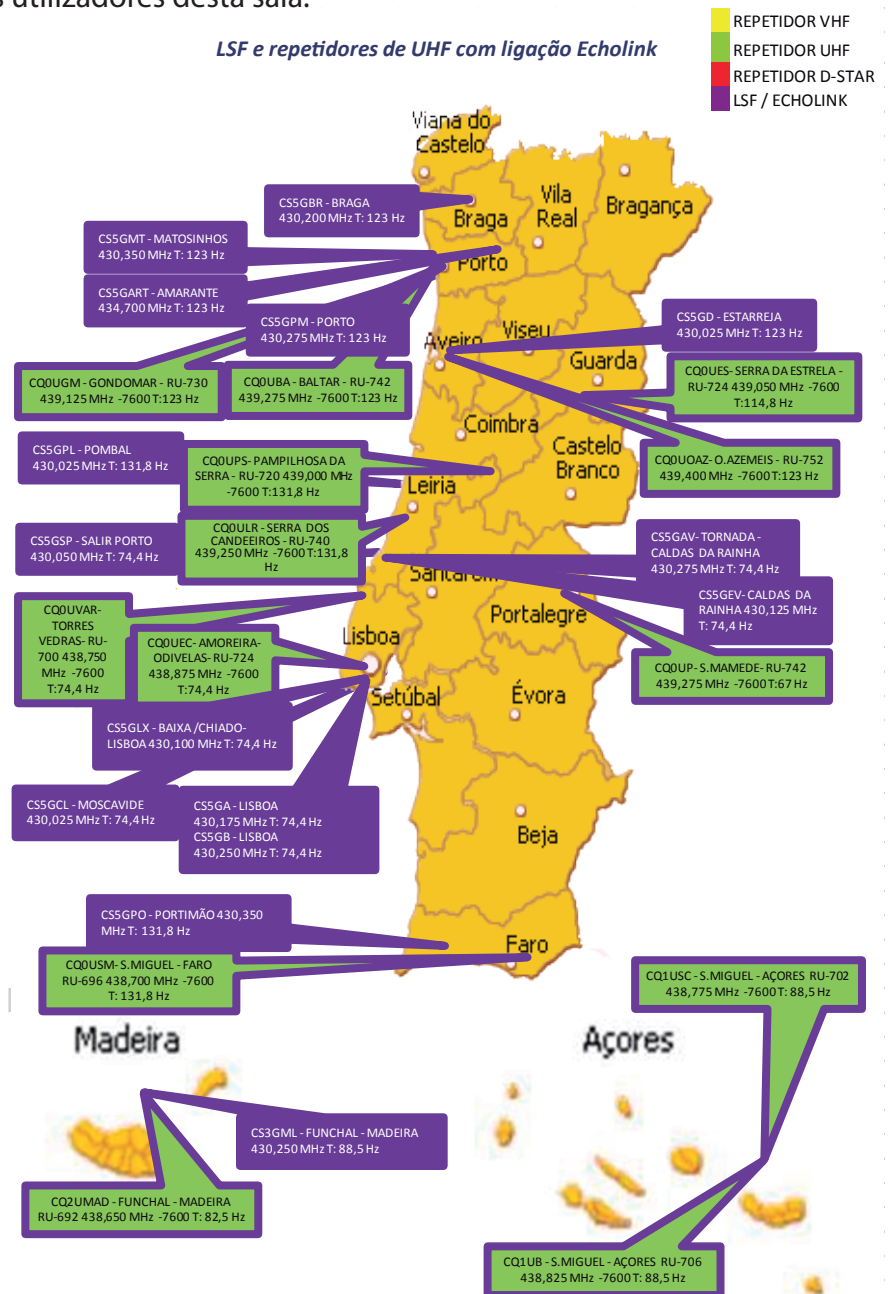 s utilizadores desta sala.
REPETIDOR VHF
REPETIDOR UHF
REPETIDOR D-STAR
LSF / ECHOLINK
LSF e repetidores de UHF com ligação Echolink
Viana do
Castelo
Braga
Vila
Real
Bragança
CS5GBR - BRAGA
430,200 MHz T: 123 Hz
CS5GMT - MATOSINHOS
430,350 MHz T: 123 Hz
Porto
CS5GART - AMARANTE
434,700 MHz T: 123 Hz
CS5GPM - PORTO
430,275 MHz T: 123 Hz
CS5GD - ESTARREJA
430,025 MHz T: 123 Hz
Aveiro
Viseu
Guarda
CQ0UGM - GONDOMAR - RU-730
439,125 MHz -7600 T:123 Hz
CQ0UBA - BALTAR - RU-742
439,275 MHz -7600 T:123 Hz
CQ0UES- SERRA DA ESTRELA -
RU-724 439,050 MHz -7600
T:114,8 Hz
Coimbra
Castelo
Branco
CS5GPL - POMBAL
430,025 MHz T: 131,8 Hz
CQ0UPS- PAMPILHOSA DA
SERRA - RU-720 439,000 MHz
-7600 T:131,8 Hz
CQ0UOAZ- O.AZEMEIS - RU-752
439,400 MHz -7600 T:123 Hz
Leiria
CS5GSP - SALIR PORTO
430,050 MHz T: 74,4 Hz
CQ0ULR - SERRA DOS
CANDEEIROS - RU-740
439,250 MHz -7600 T:131,8
Hz
CS5GAV- TORNADA -
CALDAS DA RAINHA
430,275 MHz T: 74,4 Hz
Santarém
Portalegre
CS5GEV- CALDAS DA
RAINHA 430,125 MHz
T: 74,4 Hz
CQ0UVAR-
TORRES
VEDRAS- RU-
700 438,750
MHz -7600
T:74,4 Hz
CQ0UEC- AMOREIRA-
ODIVELAS- RU-724
438,875 MHz -7600
T:74,4 Hz
Lisboa
CQ0UP- S.MAMEDE- RU-742
439,275 MHz -7600 T:67 Hz
Setúbal
Évora
CS5GLX - BAIXA /CHIADO-
LISBOA 430,100 MHz T: 74,4 Hz
CS5GCL - MOSCAVIDE
430,025 MHz T: 74,4 Hz
CS5GA - LISBOA
430,175 MHz T: 74,4 Hz
CS5GB - LISBOA
430,250 MHz T: 74,4 Hz
Beja
CS5GPO - PORTIMÃO 430,350
MHz T: 131,8 Hz
Faro
CQ0USM- S.MIGUEL - FARO
RU-696 438,700 MHz -7600
T: 131,8 Hz
CQ1USC - S.MIGUEL - AÇORES RU-702
438,775 MHz -7600 T: 88,5 Hz
Madeira
Açores
CS3GML - FUNCHAL - MADEIRA
430,250 MHz T: 88,5 Hz
CQ2UMAD - FUNCHAL - MADEIRA
RU-692 438,650 MHz -7600 T: 82,5 Hz
CQ1UB - S.MIGUEL - AÇORES RU-706
438,825 MHz -7600 T: 88,5 Hz